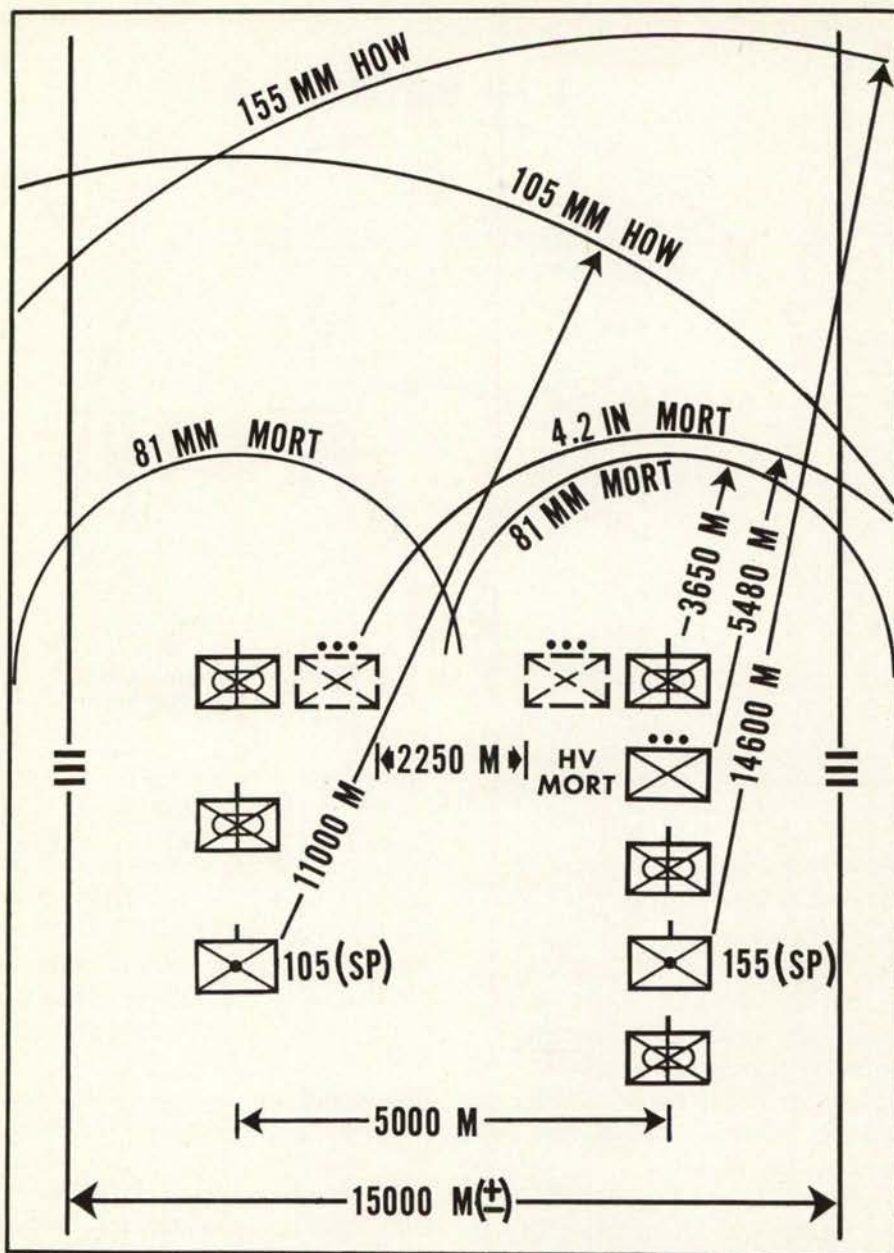 155 MM HOW
105 MM HOW
4.2 IN MORT
81 MM MORT
81 MM MORT
3650 M
5480 M
14600 M
2250 M
HV
MORT
11000 M
105 (SP)
155 (SP)
5000 M
15000 M (±)